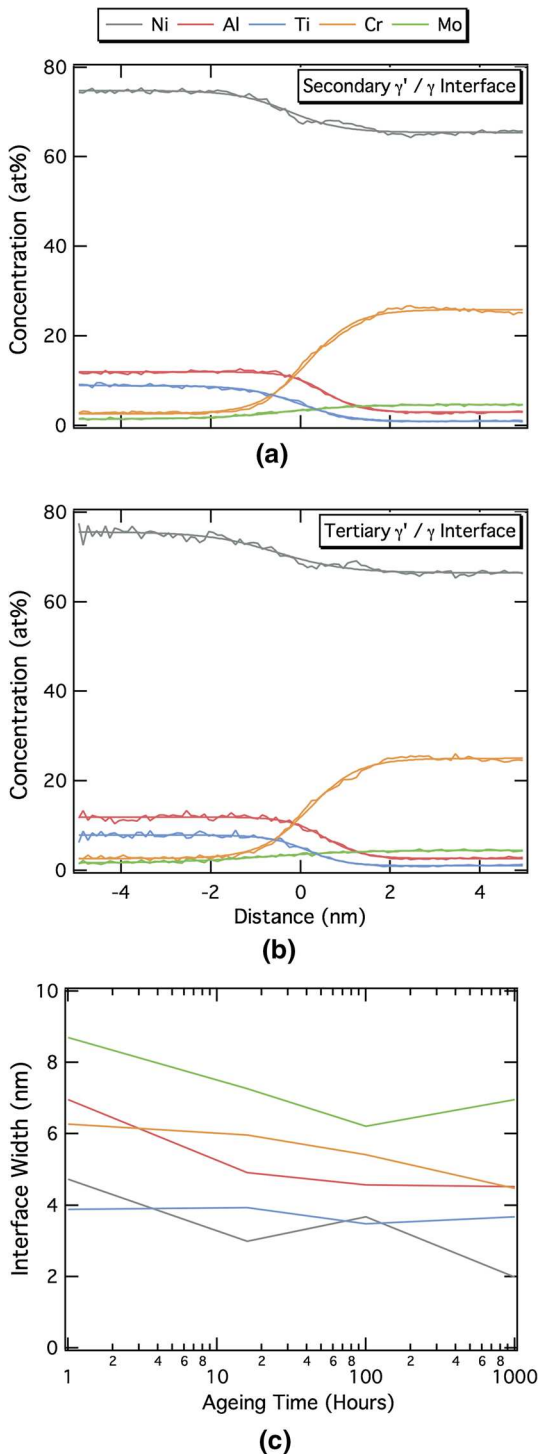 Ni Al Ti Cr Mo
80
Secondary γ' / γ Interface
60
Concentration (at%)
40
20
0
(a)
80
Tertiary γ' / γ Interface
60
Concentration (at%)
40
20
0
-4 -2 0 2 4
Distance (nm)
(b)
10
8
Interface Width (nm)
6
4
2
0
2 4 6 8 2 4 6 8 2 4 6 8
1 10 100 1000
Ageing Time (Hours)
(c)